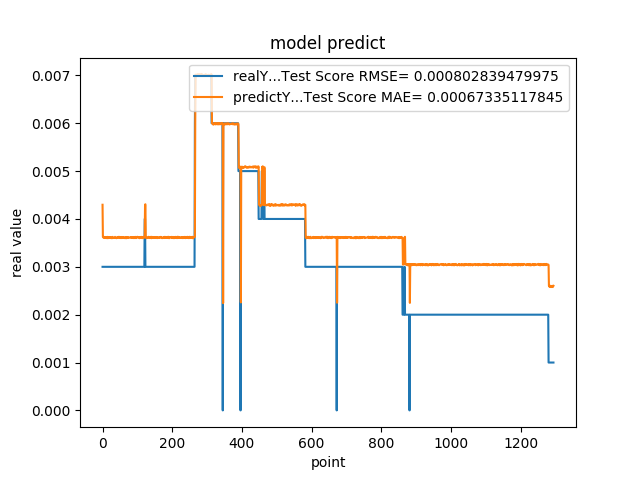 model predict
realY...Test Score RMSE= 0.000802839479975
predictY...Test Score MAE= 0.00067335117845
real value
0.007
0.006
0.005
0.004
0.003
0.002
0.001
0.000
0 200 400 600 800 1000 1200
point